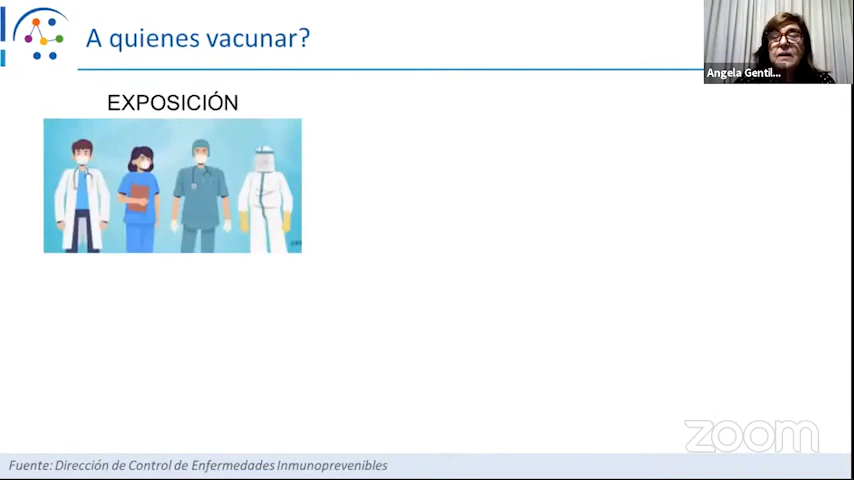 A quienes vacunar?
Angela Gentil...
EXPOSICIÓN
zoom
Fuente: Dirección de Control de Enfermedades Inmunoprevenibles